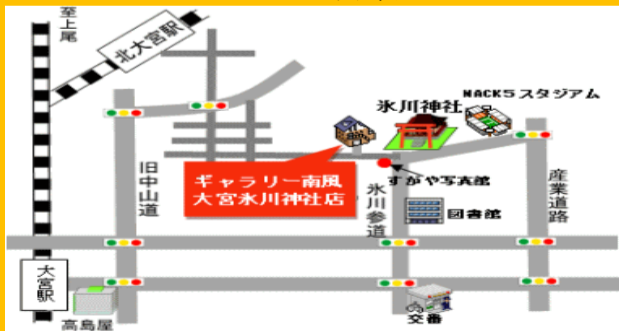 至上尾
北大宮駅
NACK5スタジアム
氷川神社
ギャラリー南風
大宮氷川神社店
すがや写真館
旧中山道
氷川参道
産業道路
図書館
大宮駅
高島屋
交番